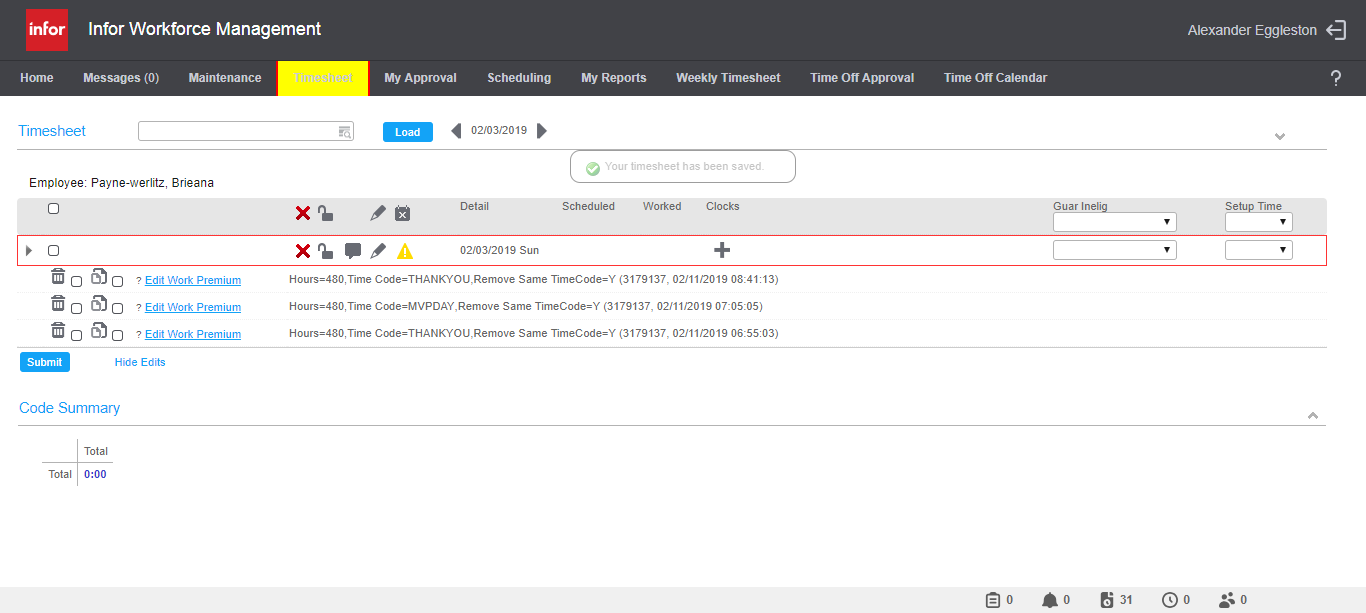 infor Infor Workforce Management Alexander Eggleston
Home Messages (0) Maintenance Timesheet My Approval Scheduling My Reports Weekly Timesheet Time Off Approval Time Off Calendar ?
Timesheet Load 02/03/2019
Your timesheet has been saved.
Employee: Payne-werlitz, Brieana
Detail Scheduled Worked Clocks Guar Inelig Setup Time
02/03/2019 Sun
? Edit Work Premium Hours=480,Time Code=THANKYOU,Remove Same TimeCode=Y (3179137, 02/11/2019 08:41:13)
? Edit Work Premium Hours=480,Time Code=MVPDAY,Remove Same TimeCode=Y (3179137, 02/11/2019 07:05:05)
? Edit Work Premium Hours=480,Time Code=THANKYOU,Remove Same TimeCode=Y (3179137, 02/11/2019 06:55:03)
Submit Hide Edits
Code Summary
Total
Total 0:00
0 0 31 0 0